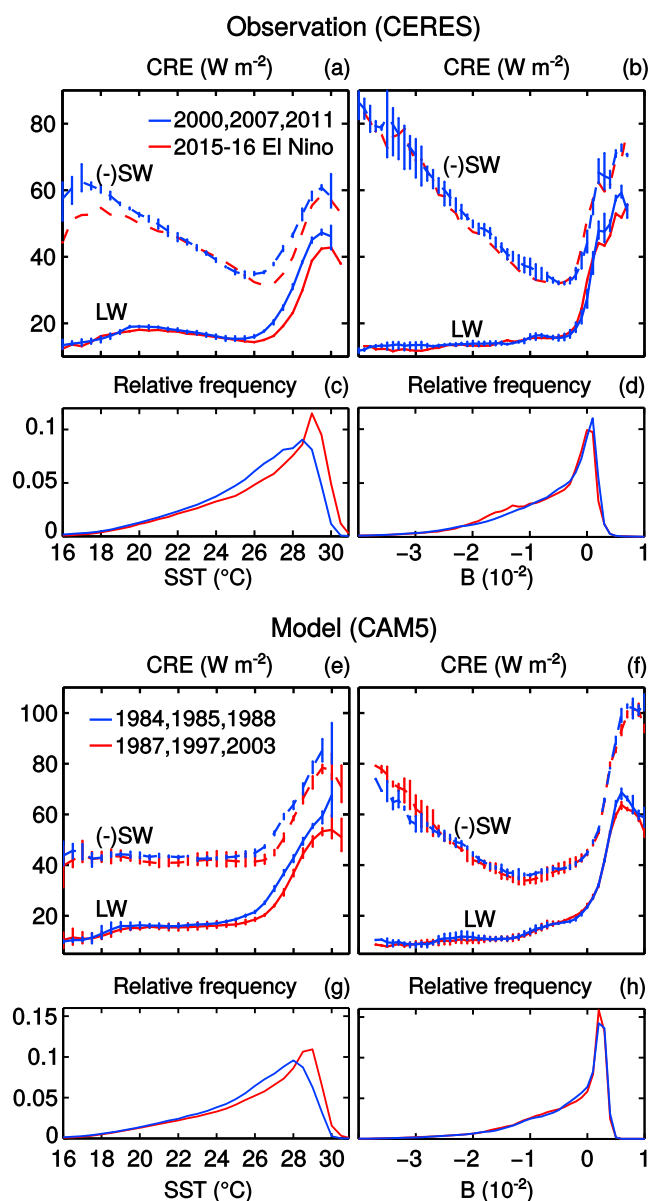 Observation (CERES)
CRE (W m-2) (a)
CRE (W m-2) (b)
80
60
40
20
2000,2007,2011
2015-16 El Nino
(-)SW
LW
(-)SW
LW
Relative frequency (c)
Relative frequency (d)
0.1
0.05
0
16 20 22 24 26 28 30
SST (°C)
−3 −2 −1 0 1
B (10-2)
Model (CAM5)
CRE (W m-2) (e)
CRE (W m-2) (f)
100
80
60
40
20
1984,1985,1988
1987,1997,2003
(-)SW
LW
(-)SW
LW
Relative frequency (g)
Relative frequency (h)
0.15
0.1
0.05
0
16 20 22 24 26 28 30
SST (°C)
−3 −2 −1 0 1
B (10-2)